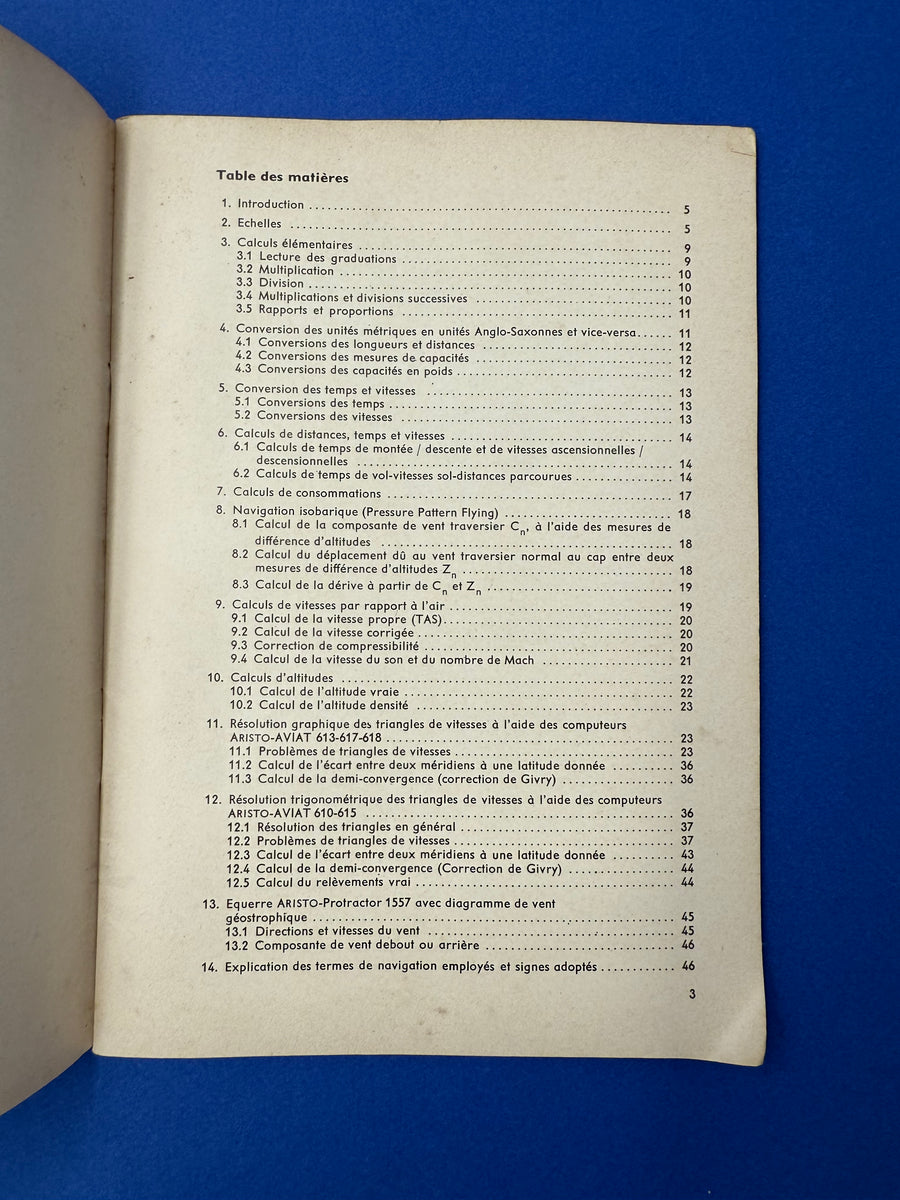 Table des matières
1. Introduction 5
2. Echelles 5
3. Calculs élémentaires 9
3.1 Lecture des graduations 9
3.2 Multiplication 10
3.3 Division 10
3.4 Multiplications et divisions successives 10
3.5 Rapports et proportions 11
4. Conversion des unités métriques en unités Anglo-Saxonnes et vice-versa 11
4.1 Conversions des longueurs et distances 12
4.2 Conversions des mesures de capacités 12
4.3 Conversions des capacités en poids 12
5. Conversion des temps et vitesses 13
5.1 Conversions des temps 13
5.2 Conversions des vitesses 13
6. Calculs de distances, temps et vitesses 14
6.1 Calculs de temps de montée / descente et de vitesses ascensionnelles /
descensionnelles 14
6.2 Calculs de temps de vol-vitesses sol-distances parcourues 14
7. Calculs de consommations 17
8. Navigation isobarique (Pressure Pattern Flying) 18
8.1 Calcul de la composante de vent traversier Cn, à l'aide des mesures de
différence d'altitudes 18
8.2 Calcul du déplacement dû au vent traversier normal au cap entre deux
mesures de différence d'altitudes Zn 18
8.3 Calcul de la dérive à partir de Cn et Zn 19
9. Calculs de vitesses par rapport à l'air 19
9.1 Calcul de la vitesse propre (TAS) 20
9.2 Calcul de la vitesse corrigée 20
9.3 Correction de compressibilité 20
9.4 Calcul de la vitesse du son et du nombre de Mach 21
10. Calculs d'altitudes 22
10.1 Calcul de l'altitude vraie 22
10.2 Calcul de l'altitude densité 23
11. Résolution graphique des triangles de vitesses à l'aide des computeurs
ARISTO-AVIAT 613-617-618 23
11.1 Problèmes de triangles de vitesses 23
11.2 Calcul de l'écart entre deux méridiens à une latitude donnée 36
11.3 Calcul de la demi-convergence (correction de Givry) 36
12. Résolution trigonométrique des triangles de vitesses à l'aide des computeurs
ARISTO-AVIAT 610-615 36
12.1 Résolution des triangles en général 37
12.2 Problèmes de triangles de vitesses 37
12.3 Calcul de l'écart entre deux méridiens à une latitude donnée 43
12.4 Calcul de la demi-convergence (Correction de Givry) 44
12.5 Calcul du relèvements vrai 44
13. Equerre ARISTO-Protractor 1557 avec diagramme de vent
géostrophique 45
13.1 Directions et vitesses du vent 45
13.2 Composante de vent debout ou arrière 46
14. Explication des termes de navigation employés et signes adoptés 46
3